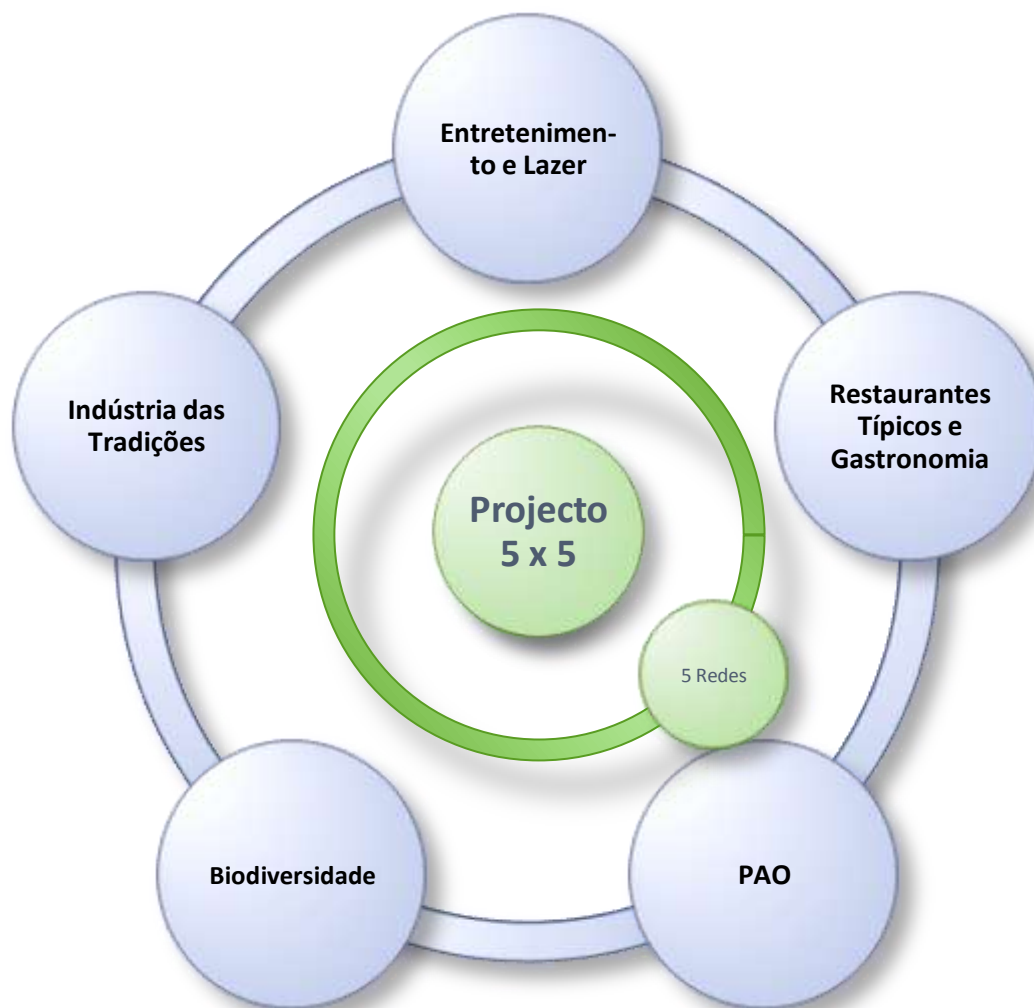 Entretenimen-
to e Lazer
Indústria das
Tradições
Restaurantes
Típicos e
Gastronomia
Projecto
5 x 5
5 Redes
Biodiversidade
PAO